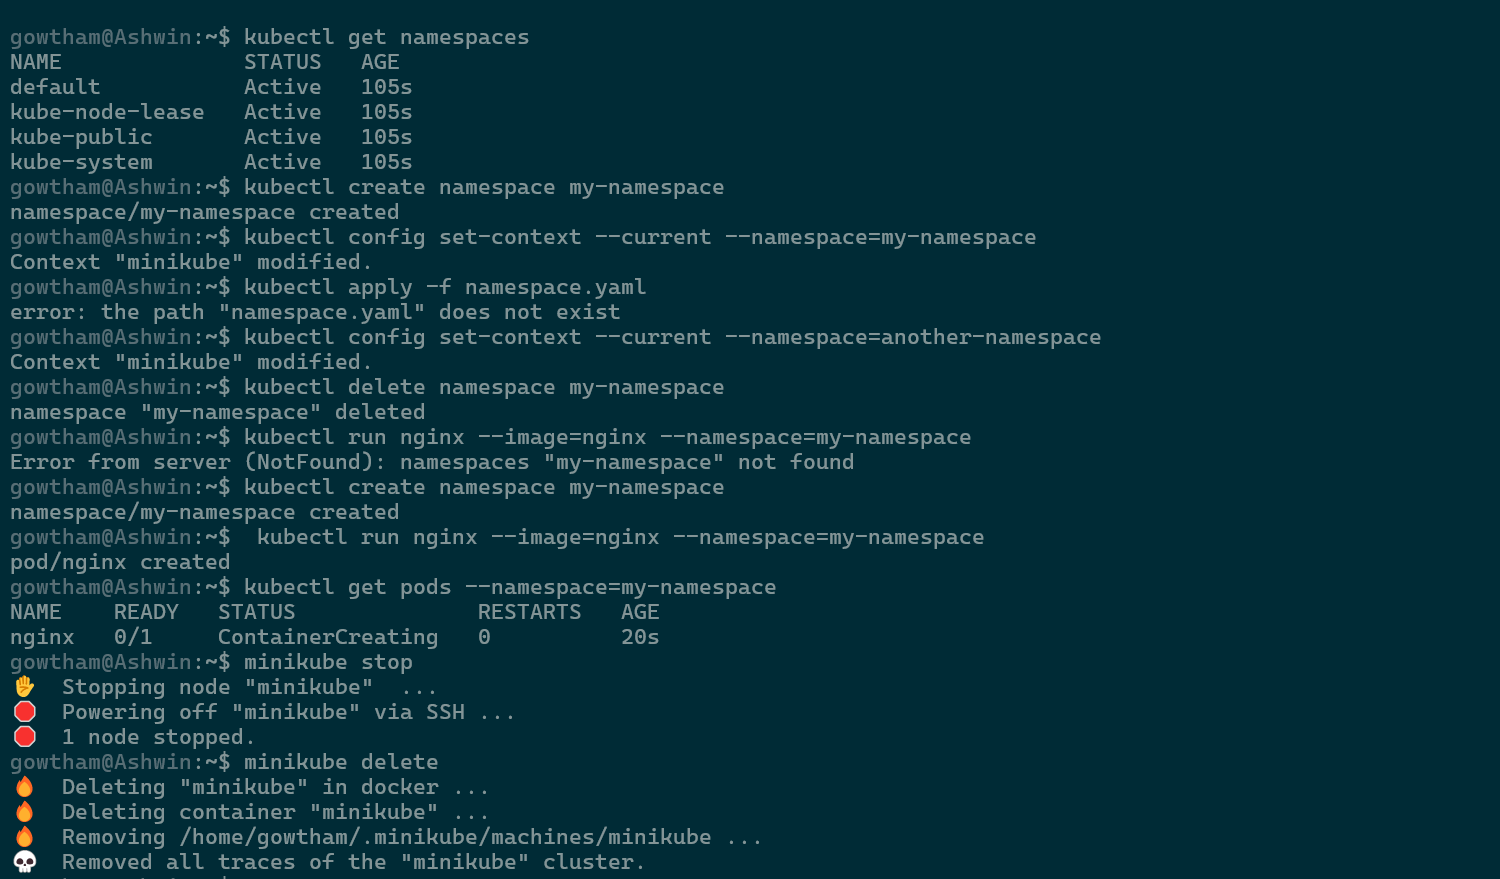 gowtham@Ashwin:~$ kubectl get namespaces
NAME              STATUS   AGE
default           Active   105s
kube-node-lease   Active   105s
kube-public       Active   105s
kube-system       Active   105s
gowtham@Ashwin:~$ kubectl create namespace my-namespace
namespace/my-namespace created
gowtham@Ashwin:~$ kubectl config set-context --current --namespace=my-namespace
Context "minikube" modified.
gowtham@Ashwin:~$ kubectl apply -f namespace.yaml
error: the path "namespace.yaml" does not exist
gowtham@Ashwin:~$ kubectl config set-context --current --namespace=another-namespace
Context "minikube" modified.
gowtham@Ashwin:~$ kubectl delete namespace my-namespace
namespace "my-namespace" deleted
gowtham@Ashwin:~$ kubectl run nginx --image=nginx --namespace=my-namespace
Error from server (NotFound): namespaces "my-namespace" not found
gowtham@Ashwin:~$ kubectl create namespace my-namespace
namespace/my-namespace created
gowtham@Ashwin:~$  kubectl run nginx --image=nginx --namespace=my-namespace
pod/nginx created
gowtham@Ashwin:~$ kubectl get pods --namespace=my-namespace
NAME    READY   STATUS              RESTARTS   AGE
nginx   0/1     ContainerCreating   0          20s
gowtham@Ashwin:~$ minikube stop
✋  Stopping node "minikube"  ...
🛑  Powering off "minikube" via SSH ...
🛑  1 node stopped.
gowtham@Ashwin:~$ minikube delete
🔥  Deleting "minikube" in docker ...
🔥  Deleting container "minikube" ...
🔥  Removing /home/gowtham/.minikube/machines/minikube ...
💀  Removed all traces of the "minikube" cluster.